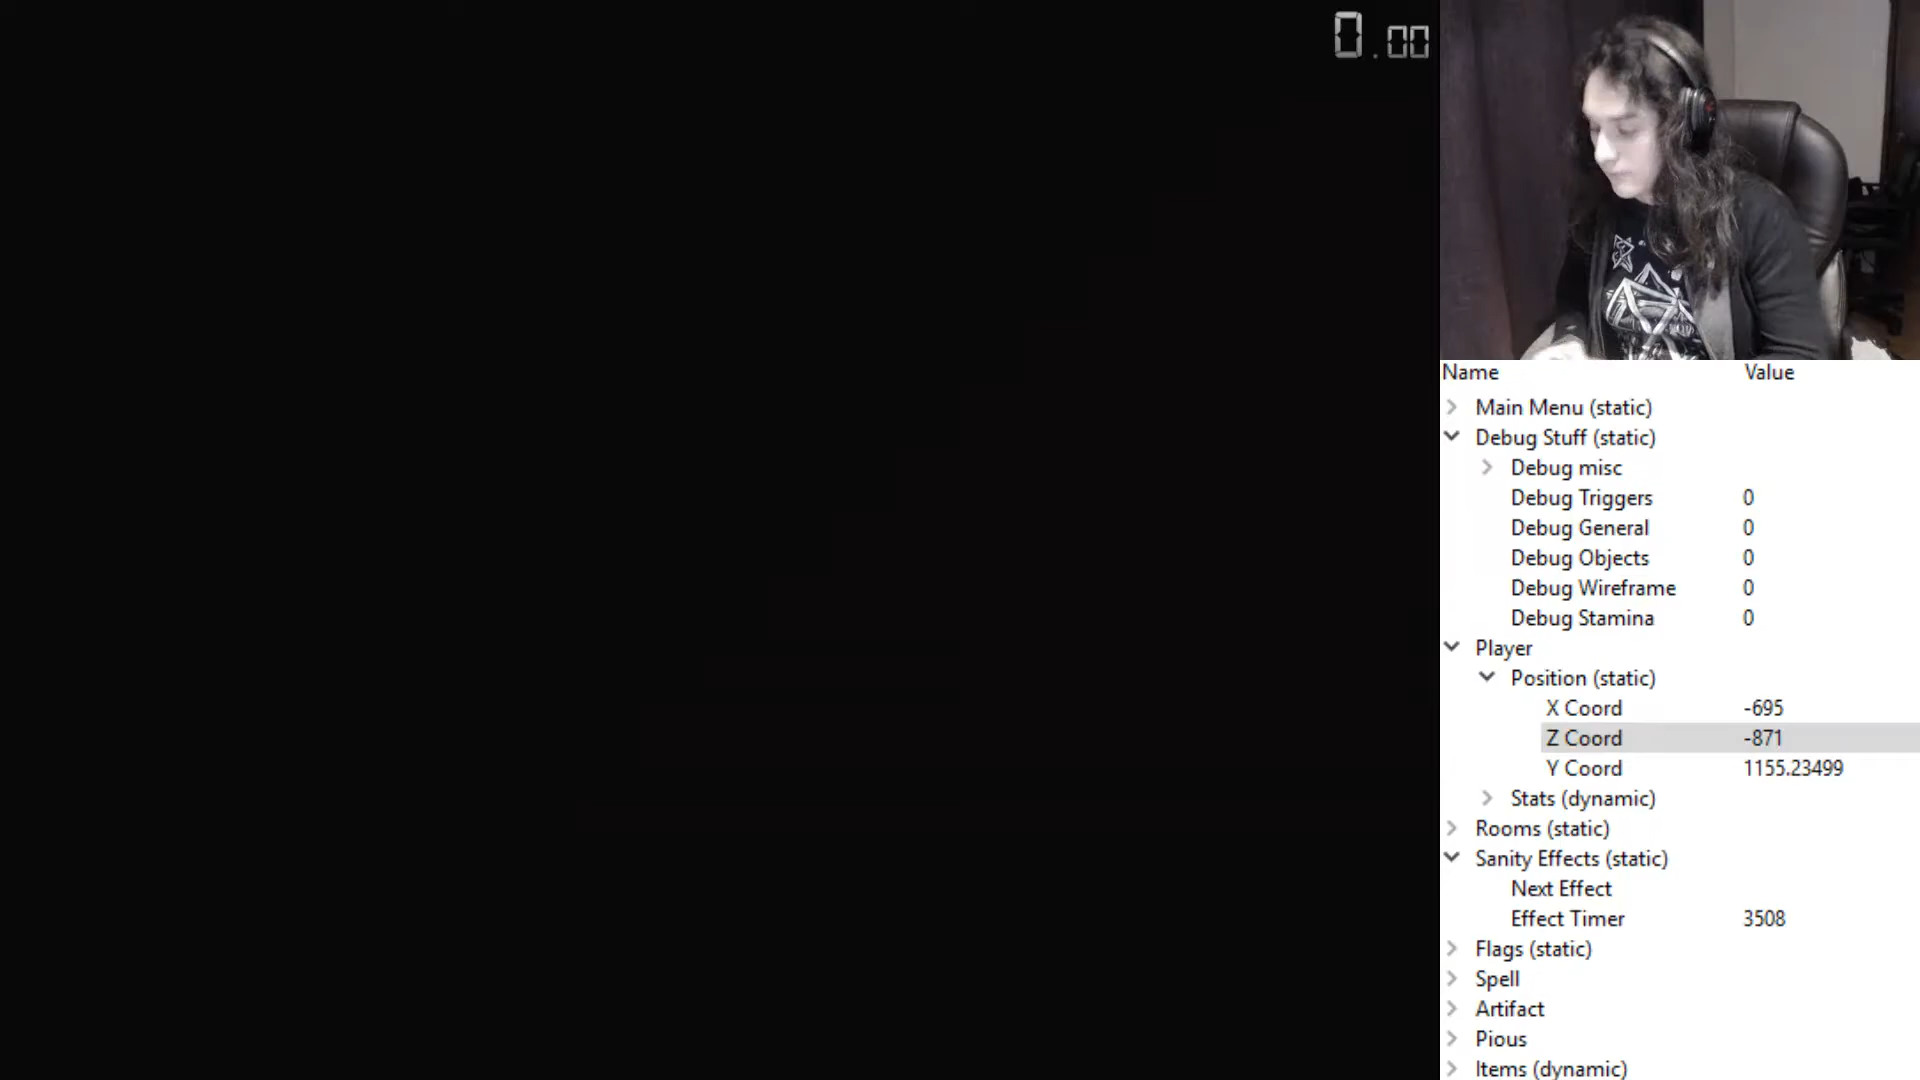 0.00
Name Value
Main Menu (static)
Debug Stuff (static)
Debug misc
Debug Triggers 0
Debug General 0
Debug Objects 0
Debug Wireframe 0
Debug Stamina 0
Player
Position (static)
X Coord -695
Z Coord -871
Y Coord 1155.23499
Stats (dynamic)
Rooms (static)
Sanity Effects (static)
Next Effect
Effect Timer 3508
Flags (static)
Spell
Artifact
Pious
Items (dynamic)